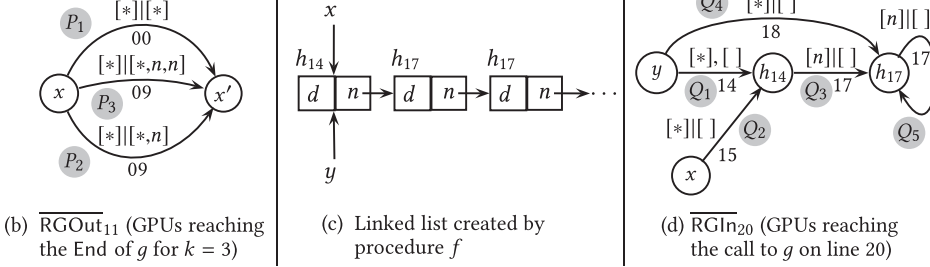 P1
[*]|[*]
00
[*]|[*,n,n]
x
P3
09
x′
[*]|[*,n]
P2
09
(b) RGOut11 (GPUs reaching
the End of g for k = 3)
x
h14 h17 h17
d n d n d n ···
y
(c) Linked list created by
procedure f
Q4
[*]|[ ]
18
[n]|[ ]
17
y
[*],[ ]
Q1 14
h14
[n]|[ ]
Q3 17
h17
[*]|[ ]
Q2
15
Q5
x
(d) RGIn20 (GPUs reaching
the call to g on line 20)